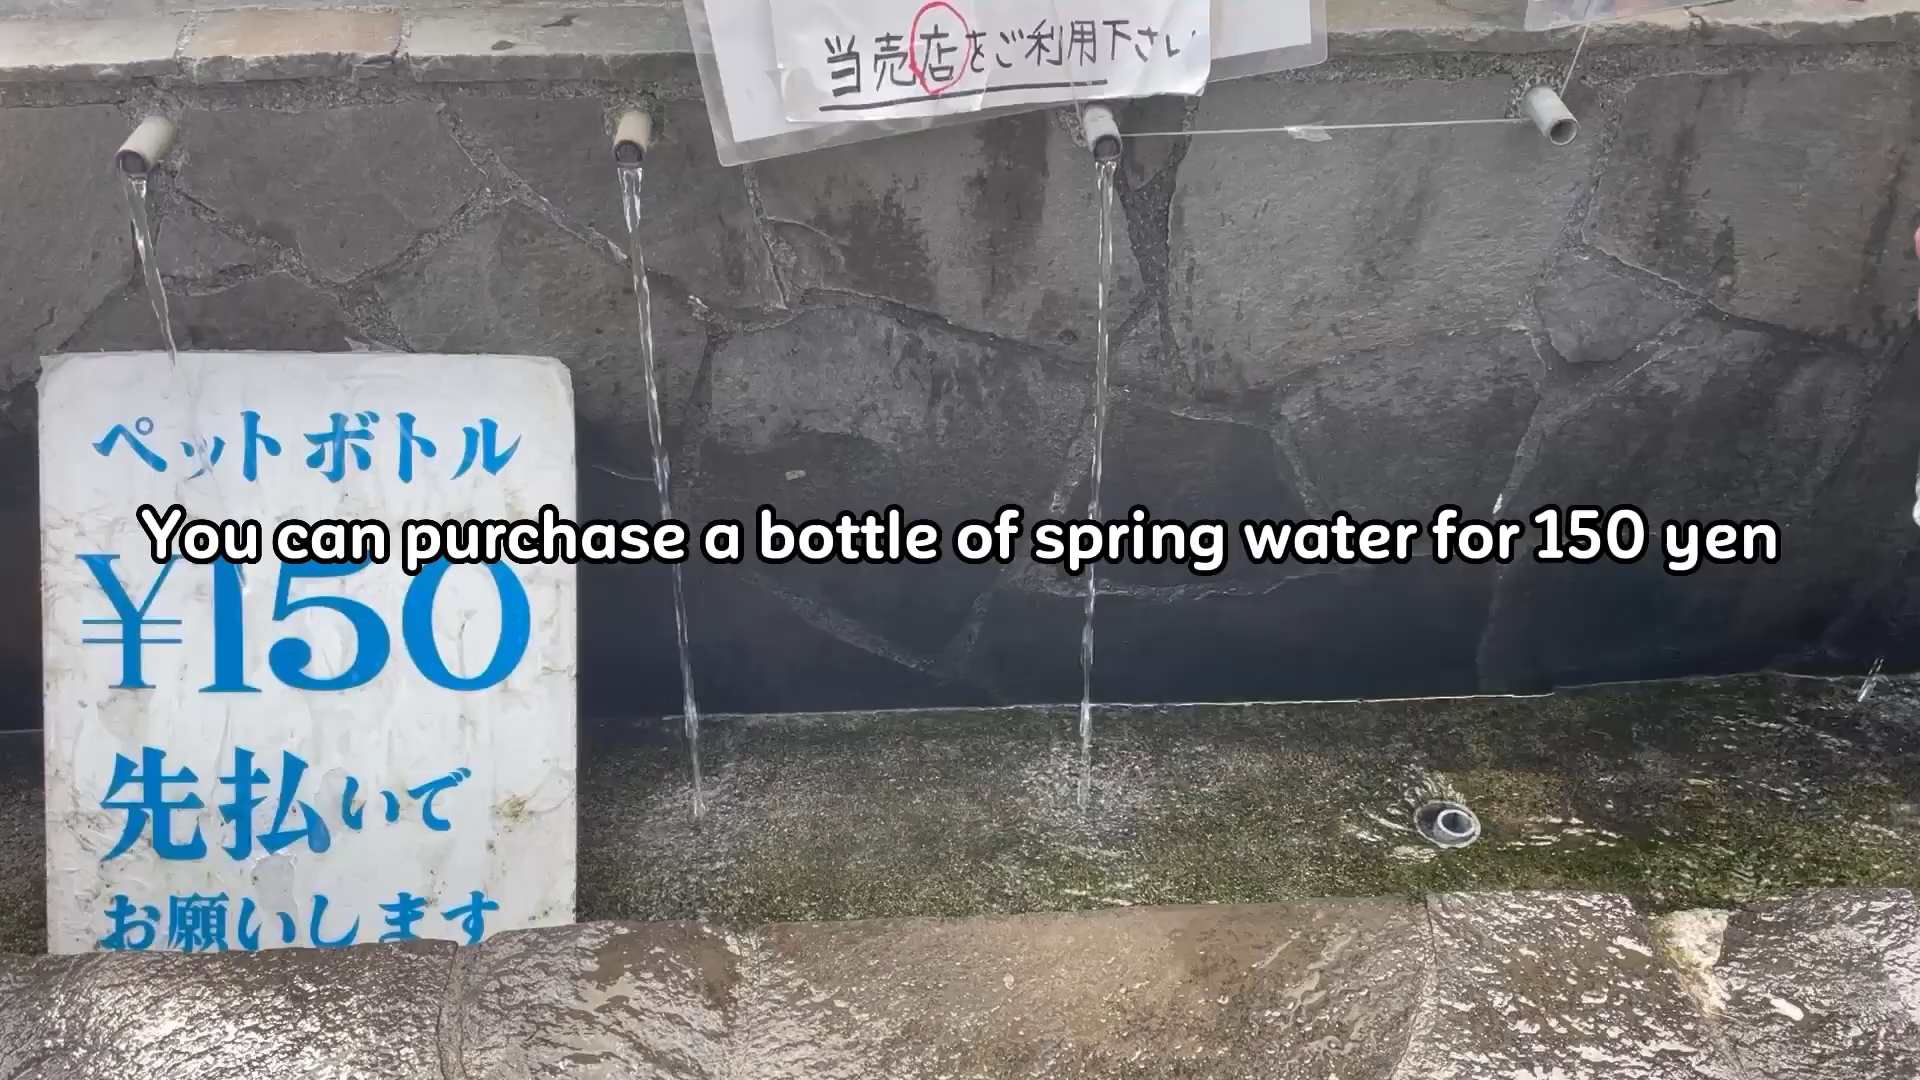 当売店をご利用下さい
ペットボトル
You can purchase a bottle of spring water for 150 yen
¥150
先払いで
お願いします